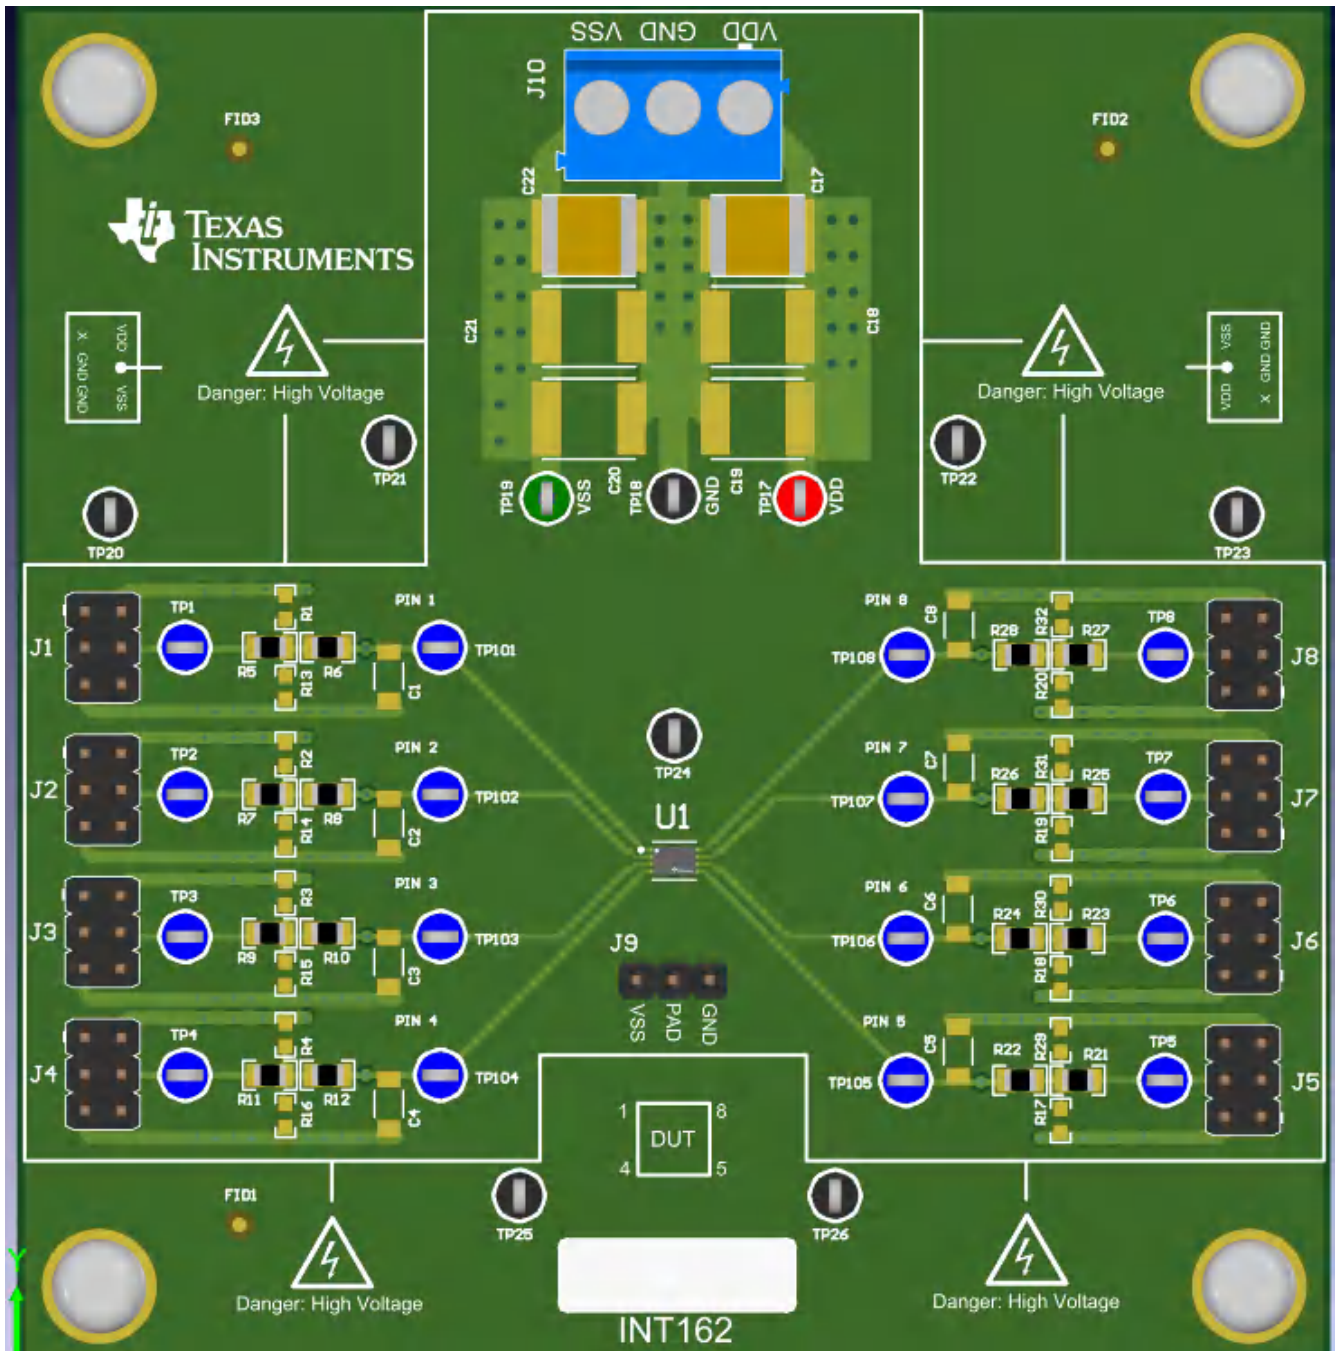 VSS GND VDD
J10
FID3
FID2
C22
C17
TEXAS
INSTRUMENTS
C21
C18
X GND GND
VDD VSS
VSS GND GND
VDD X
Danger: High Voltage
Danger: High Voltage
TP21
TP22
C20
C19
TP19
VSS
TP18
GND
TP17
VDD
TP20
TP23
J1
TP1
R1
R5
R6
R13
C1
PIN 1
TP101
PIN 8
TP108
C8
R28
R32
R27
R20
TP8
J8
TP24
J2
TP2
R2
R7
R8
R14
C2
PIN 2
TP102
U1
PIN 7
TP107
C7
R26
R31
R25
R19
TP7
J7
J3
TP3
R3
R9
R10
R15
C3
PIN 3
TP103
J9
VSS
PAD
GND
PIN 6
TP106
C6
R24
R30
R23
R18
TP6
J6
J4
TP4
R4
R11
R12
R16
C4
PIN 4
TP104
PIN 5
TP105
C5
R22
R29
R21
R17
TP5
J5
1 8
DUT
4 5
FID1
TP25
TP26
Danger: High Voltage
Danger: High Voltage
INT162
Y